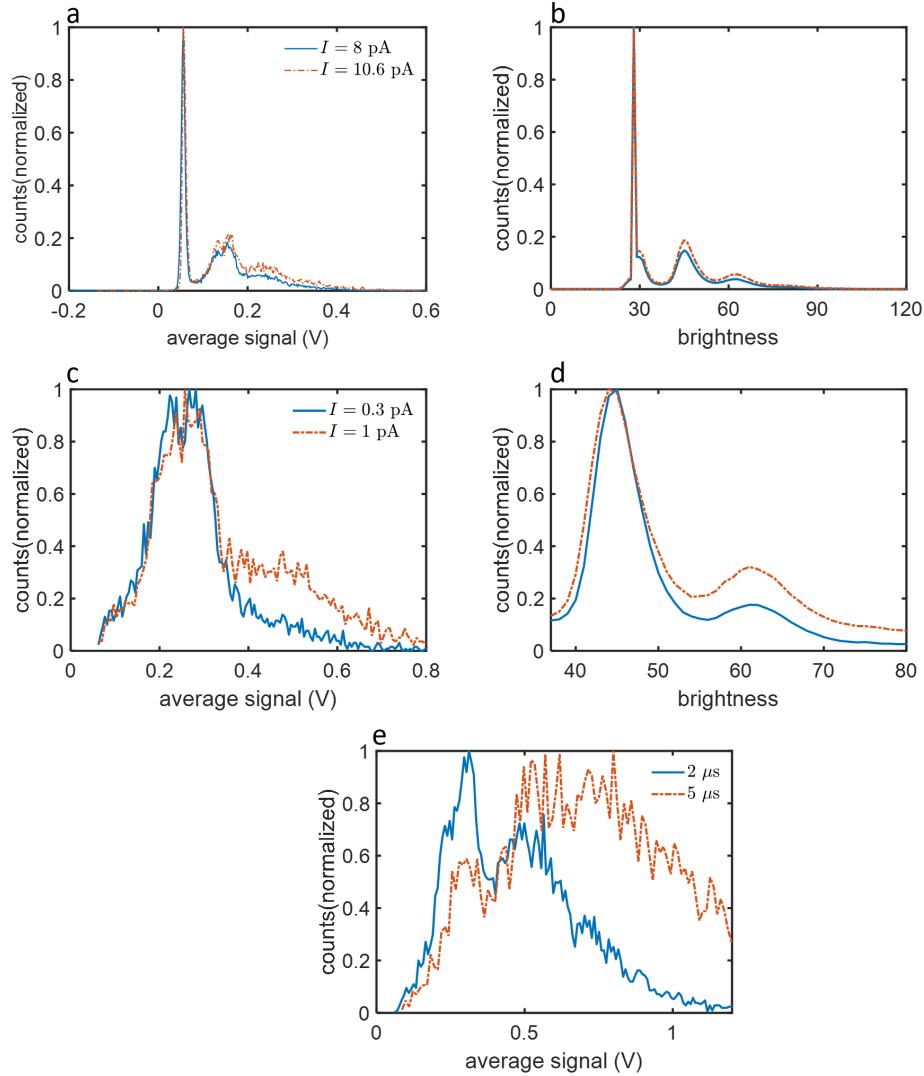 a
counts(normalized)
1
0.8
0.6
0.4
0.2
0
-0.2 0 0.2 0.4 0.6
average signal (V)
I = 8 pA
I = 10.6 pA
b
counts(normalized)
1
0.8
0.6
0.4
0.2
0
0 30 60 90 120
brightness
c
counts(normalized)
1
0.8
0.6
0.4
0.2
0
0 0.2 0.4 0.6 0.8
average signal (V)
I = 0.3 pA
I = 1 pA
d
counts(normalized)
1
0.8
0.6
0.4
0.2
0
40 50 60 70 80
brightness
e
counts(normalized)
1
0.8
0.6
0.4
0.2
0
0 0.5 1
average signal (V)
2 μs
5 μs